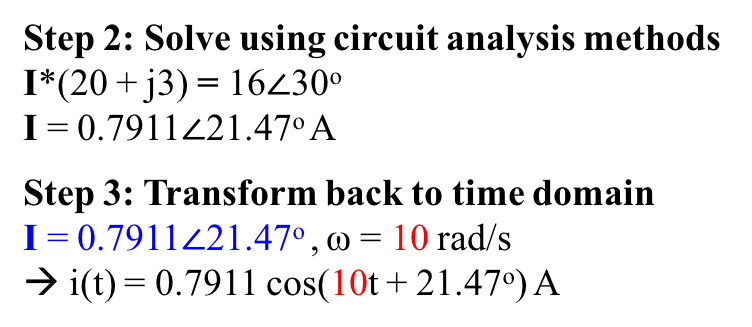 Step 2: Solve using circuit analysis methods
I*(20 + j3) = 16∠30º
I = 0.7911∠21.47º A
Step 3: Transform back to time domain
I = 0.7911∠21.47º , ω = 10 rad/s
→ i(t) = 0.7911 cos(10t + 21.47º) A